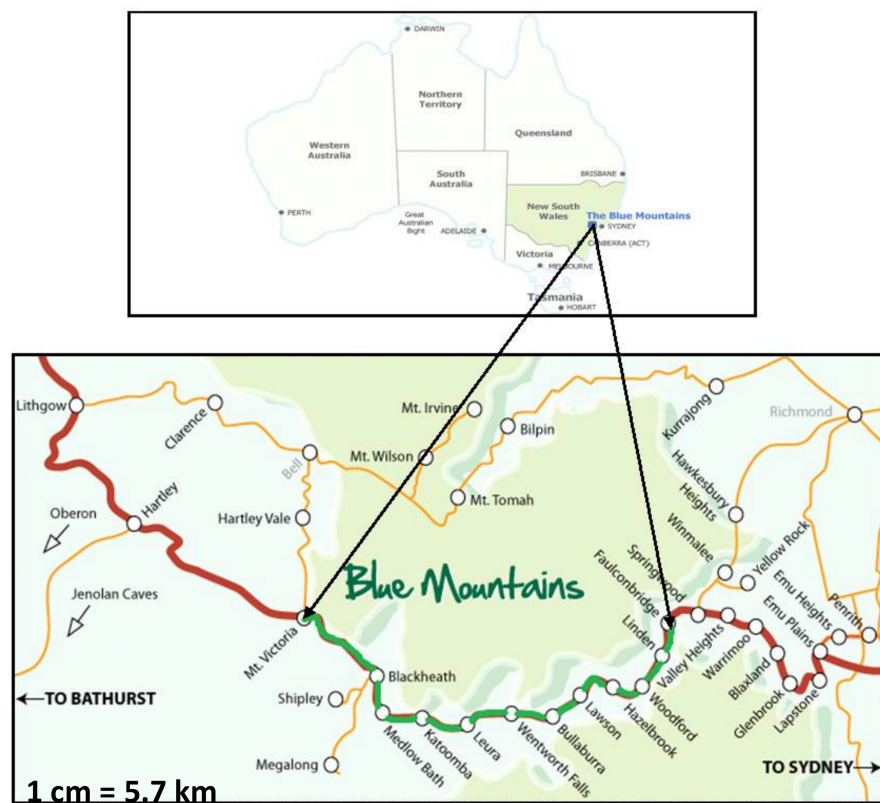 DARWIN
Northern
Territory
Queensland
Western
Australia
South
Australia
BRISBANE
New South
Wales
The Blue Mountains
PERTH
Great
Australian
Bight
ADELAIDE
SYDNEY
CANBERRA (ACT)
Victoria
MELBOURNE
Tasmania
HOBART
Lithgow
Clarence
Mt. Irvine
Bilpin
Kurrajong
Richmond
Bell
Mt. Wilson
Mt. Tomah
Hawkesbury
Heights
Oberon
Hartley
Hartley Vale
Winmalee
Yellow Rock
Jenolan Caves
Blue Mountains
Springwood
Faulconbridge
Linden
Emu Heights
Emu Plains
Penrith
Mt. Victoria
Valley Heights
Warrimoo
Blaxland
Glenbrook
Lapstone
Blackheath
TO BATHURST
Shipley
Woodford
Hazelbrook
Lawson
Bullaburra
Wentworth Falls
Leura
Katoomba
Medlow Bath
Megalong
TO SYDNEY
1 cm = 5.7 km